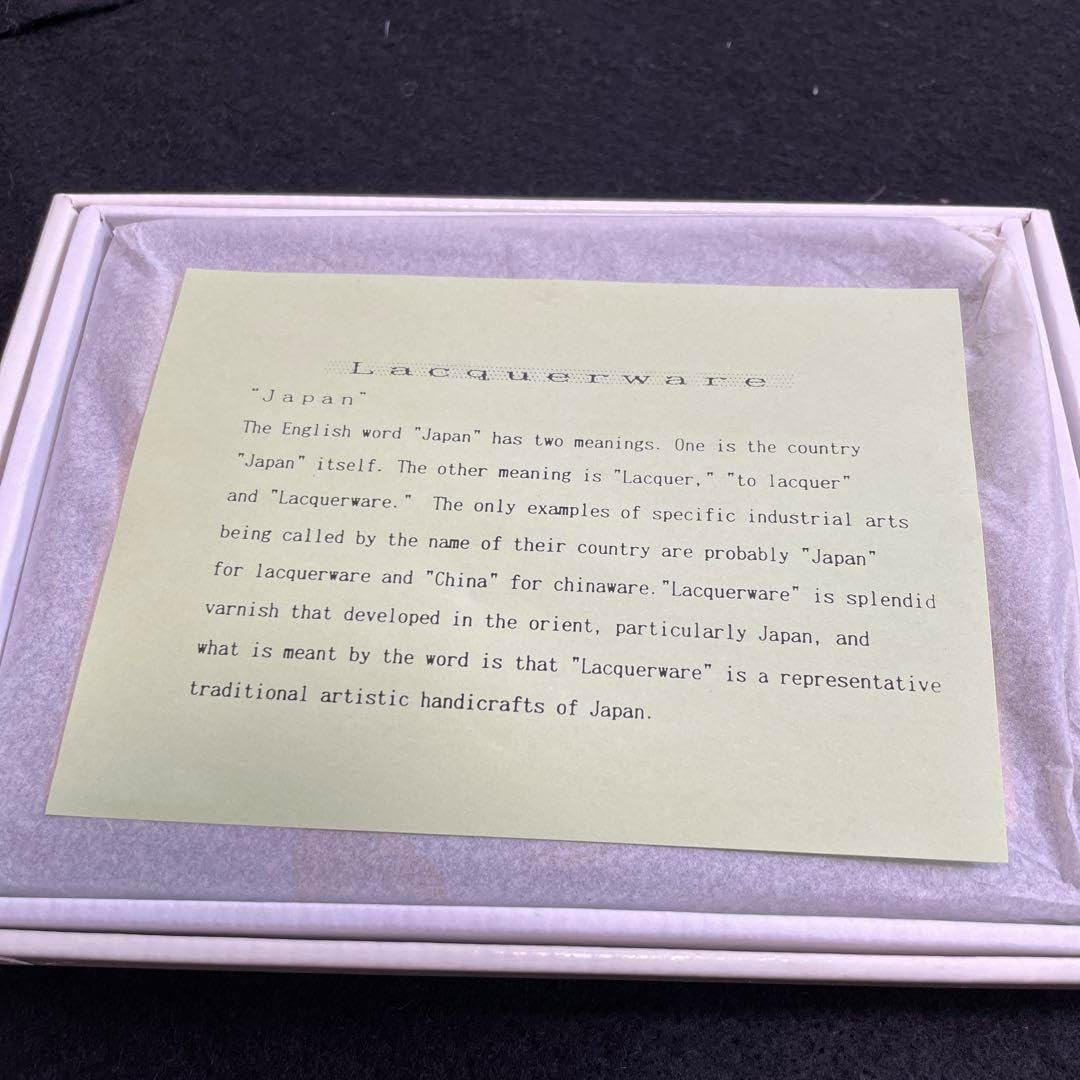 Lacquerware
"Japan"
The English word "Japan" has two meanings. One is the country
"Japan" itself. The other meaning is "Lacquer," "to lacquer"
and "Lacquerware." The only examples of specific industrial arts
being called by the name of their country are probably "Japan"
for lacquerware and "China" for chinaware."Lacquerware" is splendid
varnish that developed in the orient, particularly Japan, and
what is meant by the word is that "Lacquerware" is a representative
traditional artistic handicrafts of Japan.